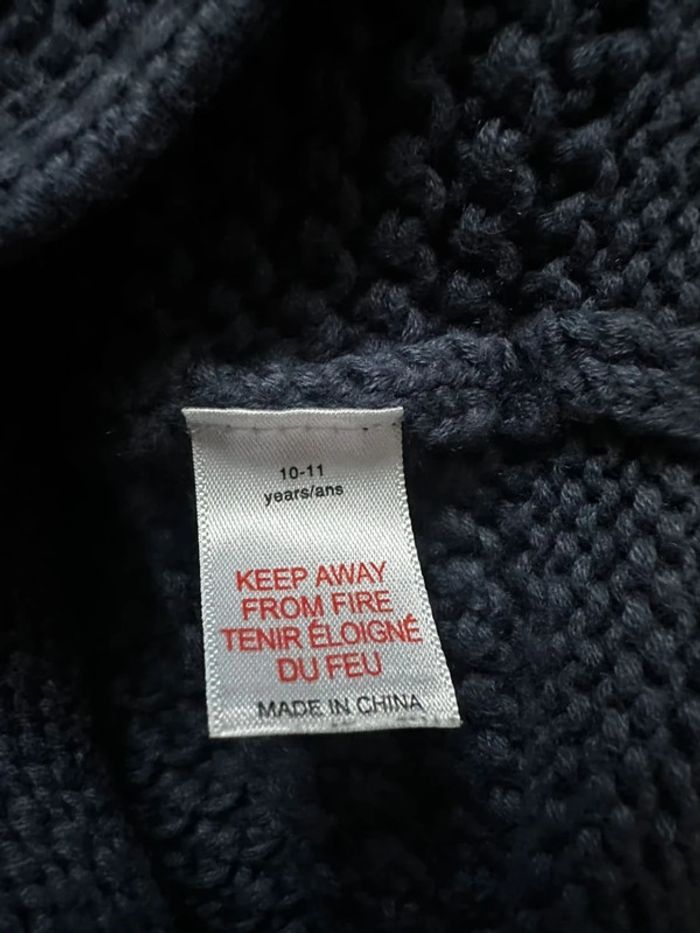 10-11
years/ans
KEEP AWAY
FROM FIRE
TENIR ÉLOIGNÉ
DU FEU
MADE IN CHINA